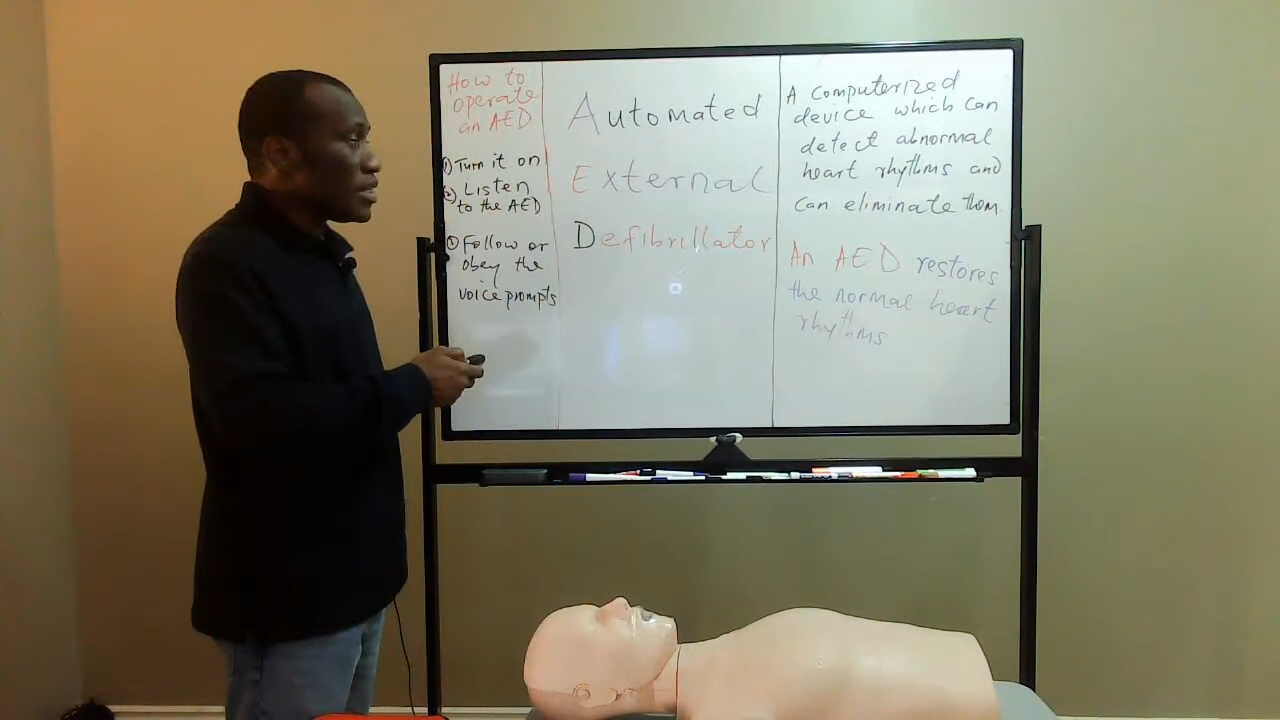 How to
operate
an AED
① Turn it on
② Listen
to the AED
③ Follow or
obey the
voice prompts
Automated
External
Defibrillator
A computerized
device which can
detect abnormal
heart rhythms and
can eliminate them.
An AED restores
the normal heart
rhythms